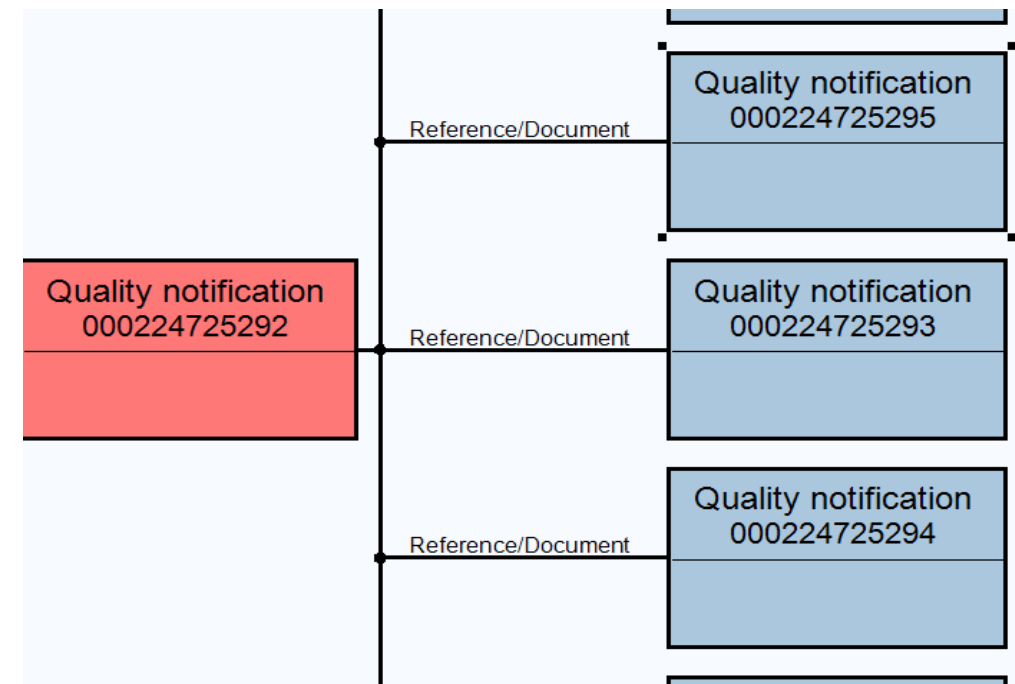 Quality notification
000224725295
Reference/Document
Quality notification
000224725292
Reference/Document
Quality notification
000224725293
Reference/Document
Quality notification
000224725294